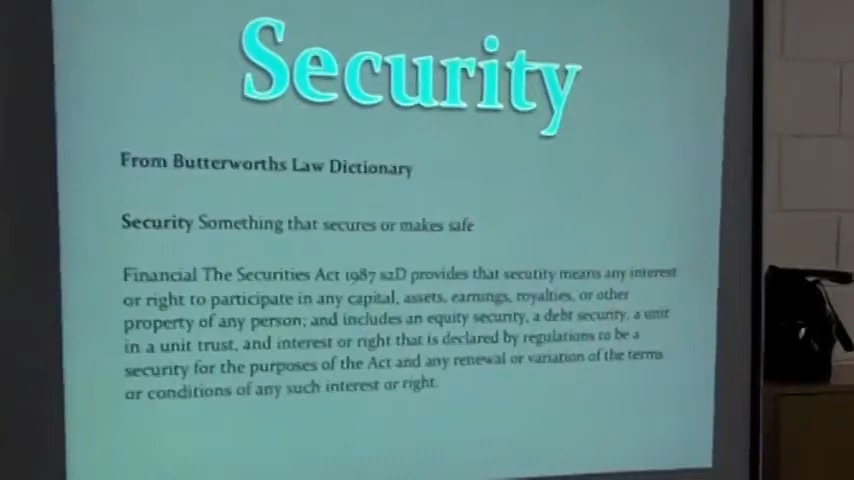 Security
From Butterworths Law Dictionary
Security Something that secures or makes safe
Financial The Securities Act 1987 s2D provides that secutity means any interest
or right to participate in any capital, assets, earnings, royalties, or other
property of any person; and includes an equity security, a debt security, a unit
in a unit trust, and interest or right that is declared by regulations to be a
security for the purposes of the Act and any renewal or variation of the terms
or conditions of any such interest or right.